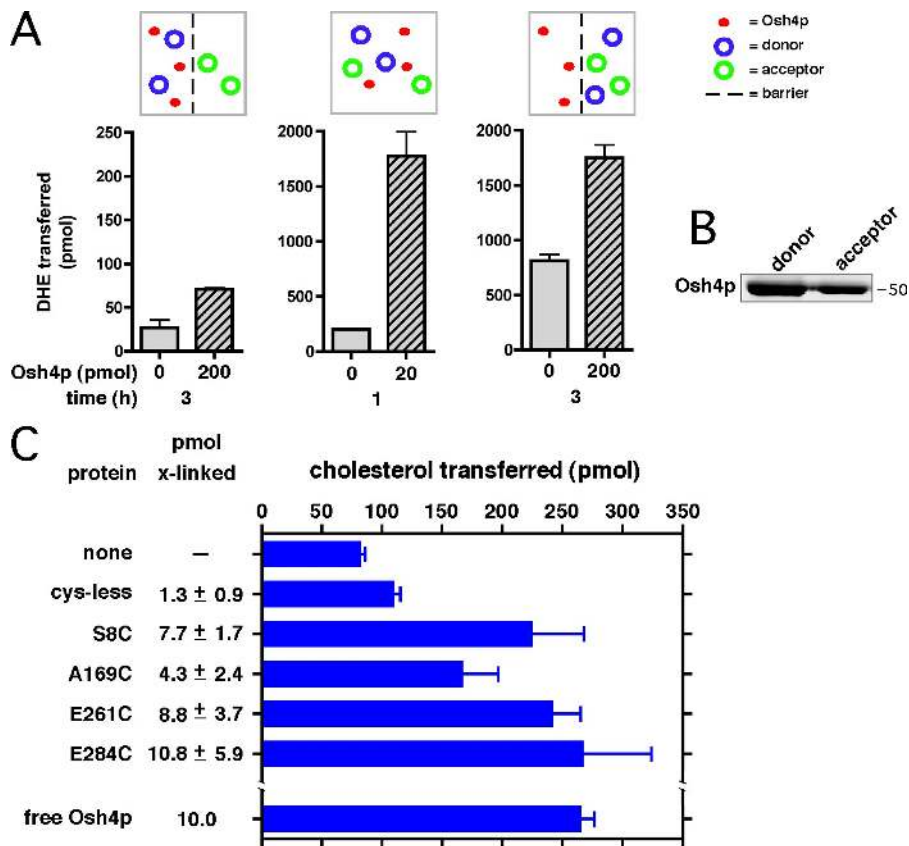 A
= Osh4p
= donor
= acceptor
= barrier
DHE transferred
(pmol)
250
200
150
100
50
0
2000
1500
1000
500
0
2000
1500
1000
500
0
Osh4p (pmol) 0 200 0 20 0 200
time (h) 3 1 3
B
donor acceptor
Osh4p –50
C
protein
pmol
x-linked
cholesterol transferred (pmol)
0 50 100 150 200 250 300 350
none —
cys-less 1.3 ± 0.9
S8C 7.7 ± 1.7
A169C 4.3 ± 2.4
E261C 8.8 ± 3.7
E284C 10.8 ± 5.9
free Osh4p 10.0